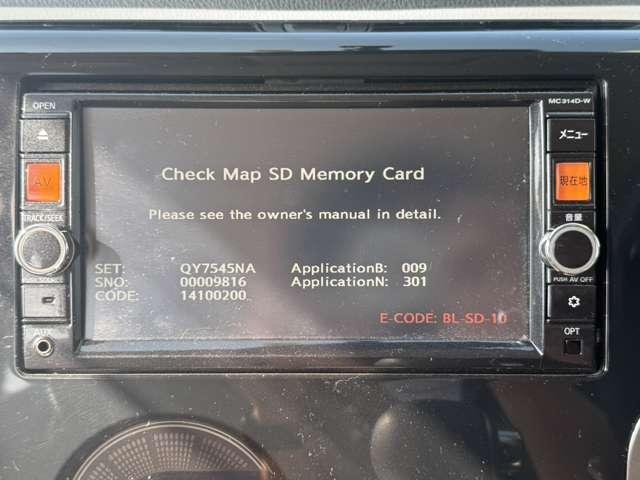 OPEN
MC314D-W
メニュー
AV
現在地
TRACK/SEEK
音量
PUSH AV OFF
AUX
OPT
Check Map SD Memory Card
Please see the owner's manual in detail.
SET: QY7545NA ApplicationB: 009
SNO: 00009816 ApplicationN: 301
CODE: 14100200
E-CODE: BL-SD-10